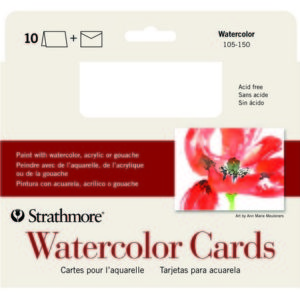 10 +
Watercolor
105-150
Acid free
Sans acide
Sin ácido
Paint with watercolor, acrylic or gouache
Peindre avec de l'aquarelle, de l'acrylique
ou de la gouache
Pintura con acuarela, acrílico o gouache
Art by Ann Marie Meuleners
Strathmore®
Watercolor Cards
Cartes pour l'aquarelle Tarjetas para acuarela